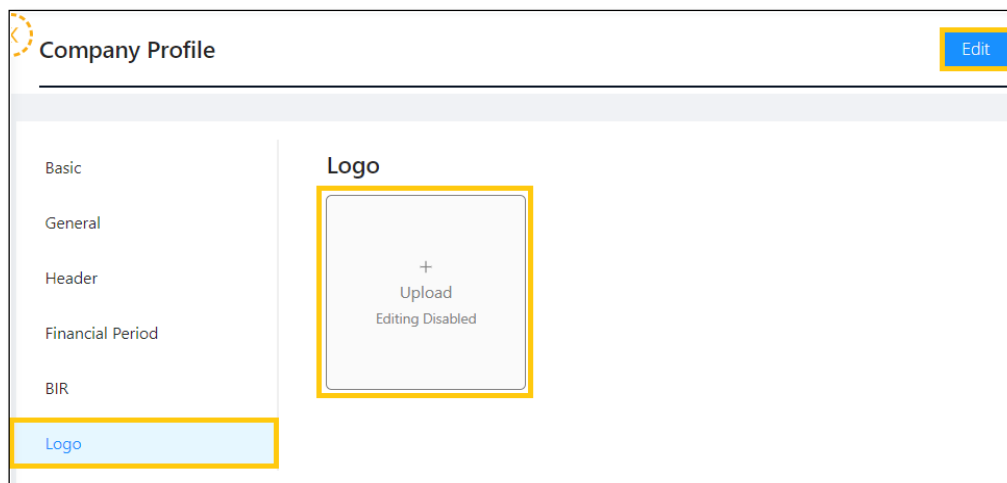 Company Profile
Edit
Basic
General
Header
Financial Period
BIR
Logo
Logo
+
Upload
Editing Disabled